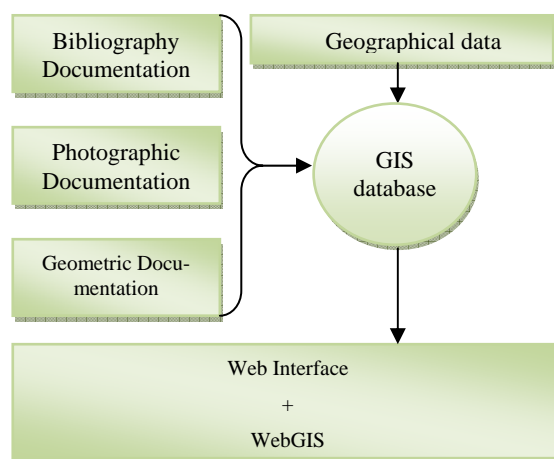 Bibliography
Documentation
Geographical data
Photographic
Documentation
GIS
database
Geometric Docu-
mentation
Web Interface
+
WebGIS